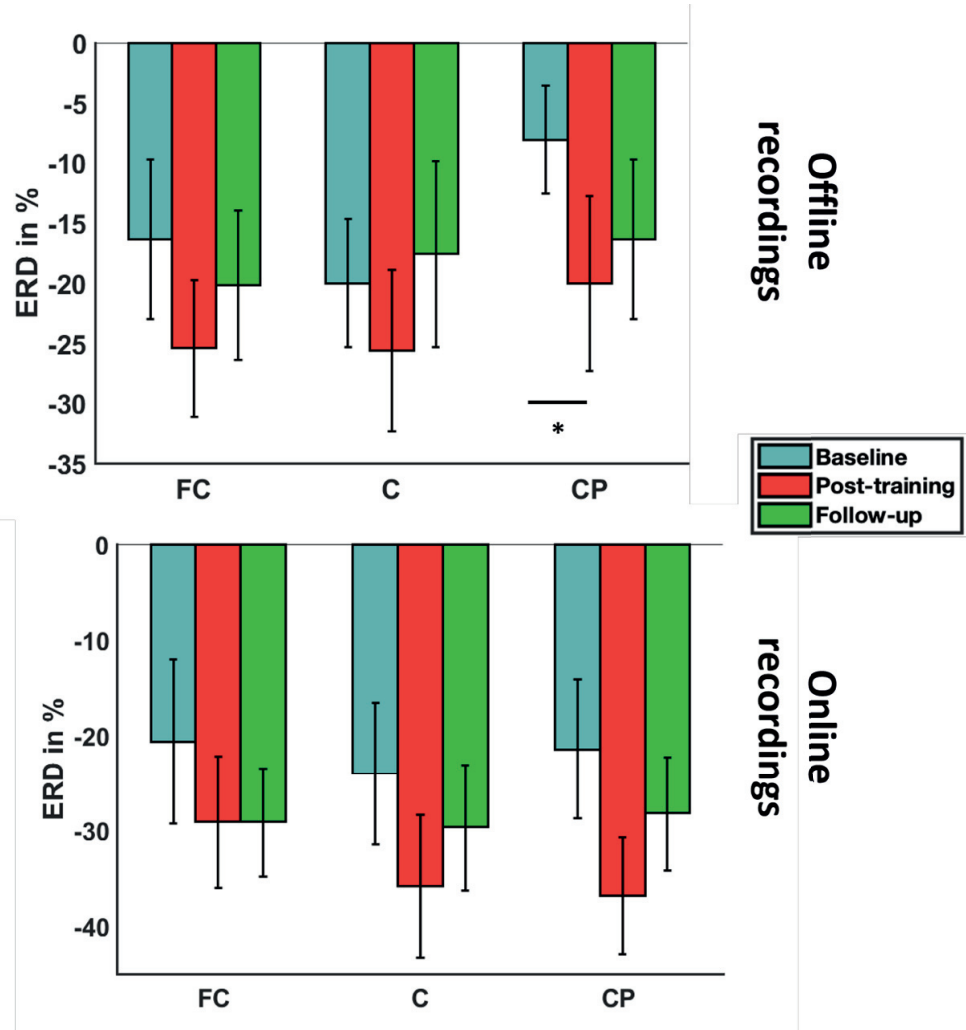 0
-5
-10
-15
-20
-25
-30
-35
ERD in %
*
FC C CP
Offline
recordings
Baseline
Post-training
Follow-up
0
-10
-20
-30
-40
ERD in %
FC C CP
Online
recordings